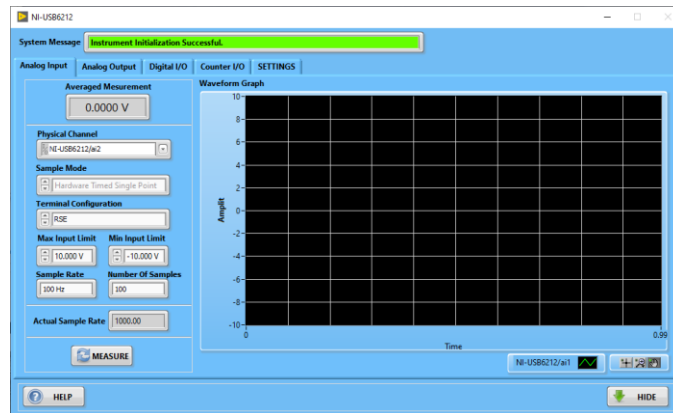 NI-USB6212
System Message Instrument Initialization Successful.
Analog Input Analog Output Digital I/O Counter I/O SETTINGS
Averaged Mesurement
0.0000 V
Physical Channel
NI-USB6212/ai2
Sample Mode
Hardware Timed Single Point
Terminal Configuration
RSE
Max Input Limit Min Input Limit
10.000 V -10.000 V
Sample Rate Number Of Samples
100 Hz 100
Actual Sample Rate 1000.00
MEASURE
Waveform Graph
10
8
6
4
2
0
-2
-4
-6
-8
-10
Amplit
0 0.99
Time
NI-USB6212/ai1
HELP HIDE